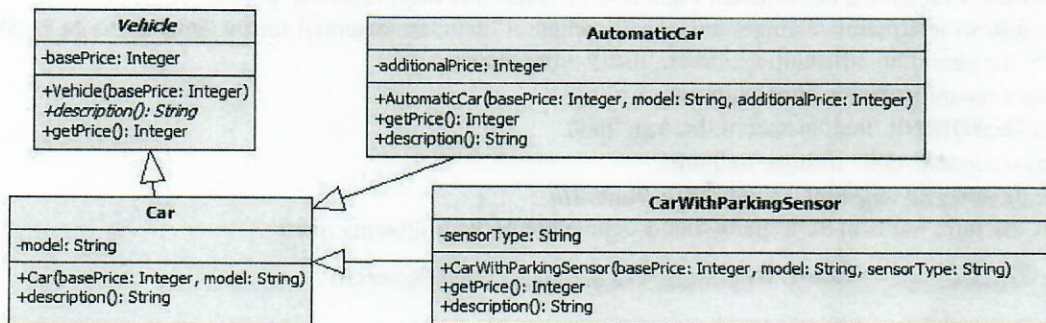 Vehicle
-basePrice: Integer
+Vehicle(basePrice: Integer)
+description(): String
+getPrice(): Integer
AutomaticCar
-additionalPrice: Integer
+AutomaticCar(basePrice: Integer, model: String, additionalPrice: Integer)
+getPrice(): Integer
+description(): String
Car
-model: String
+Car(basePrice: Integer, model: String)
+description(): String
CarWithParkingSensor
-sensorType: String
+CarWithParkingSensor(basePrice: Integer, model: String, sensorType: String)
+getPrice(): Integer
+description(): String